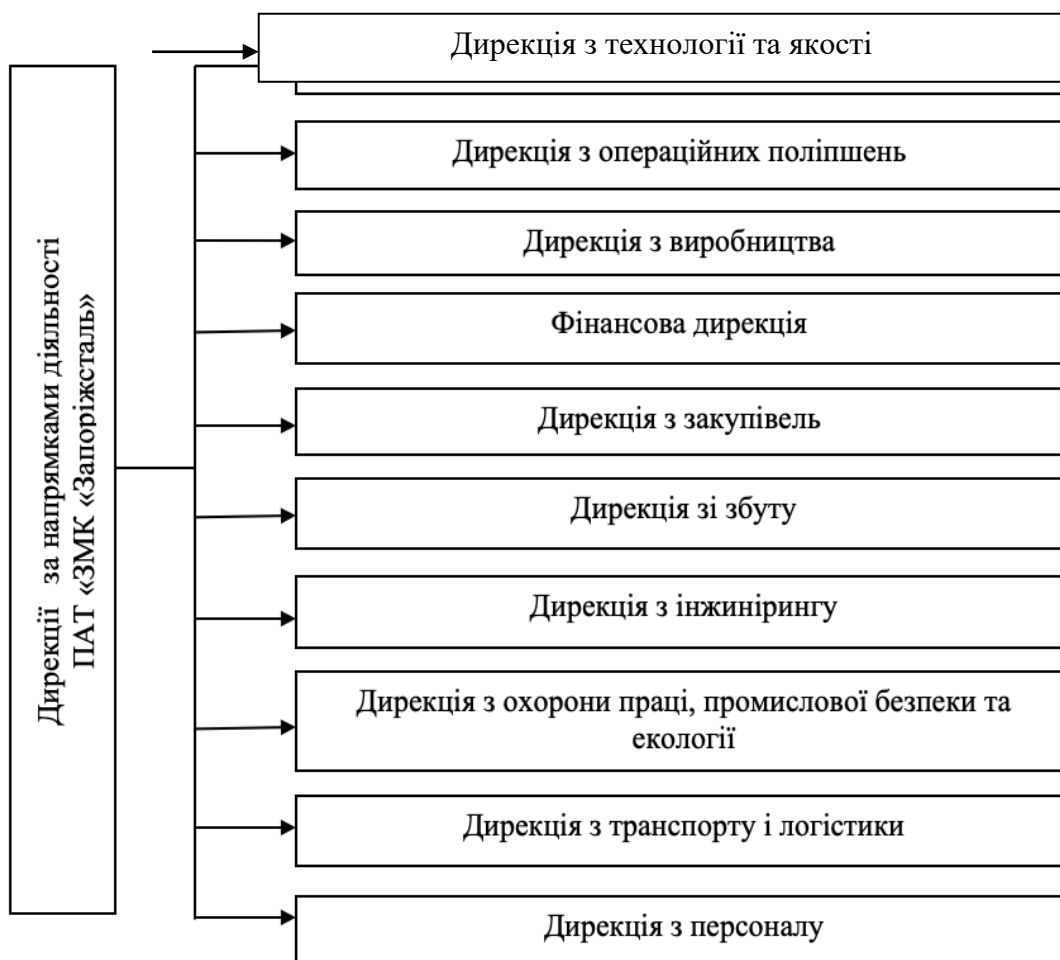 Дирекції за напрямками діяльності
ПАТ «ЗМК «Запоріжсталь»
Дирекція з технології та якості
Дирекція з операційних поліпшень
Дирекція з виробництва
Фінансова дирекція
Дирекція з закупівель
Дирекція зі збуту
Дирекція з інжинірингу
Дирекція з охорони праці, промислової безпеки та
екології
Дирекція з транспорту і логістики
Дирекція з персоналу